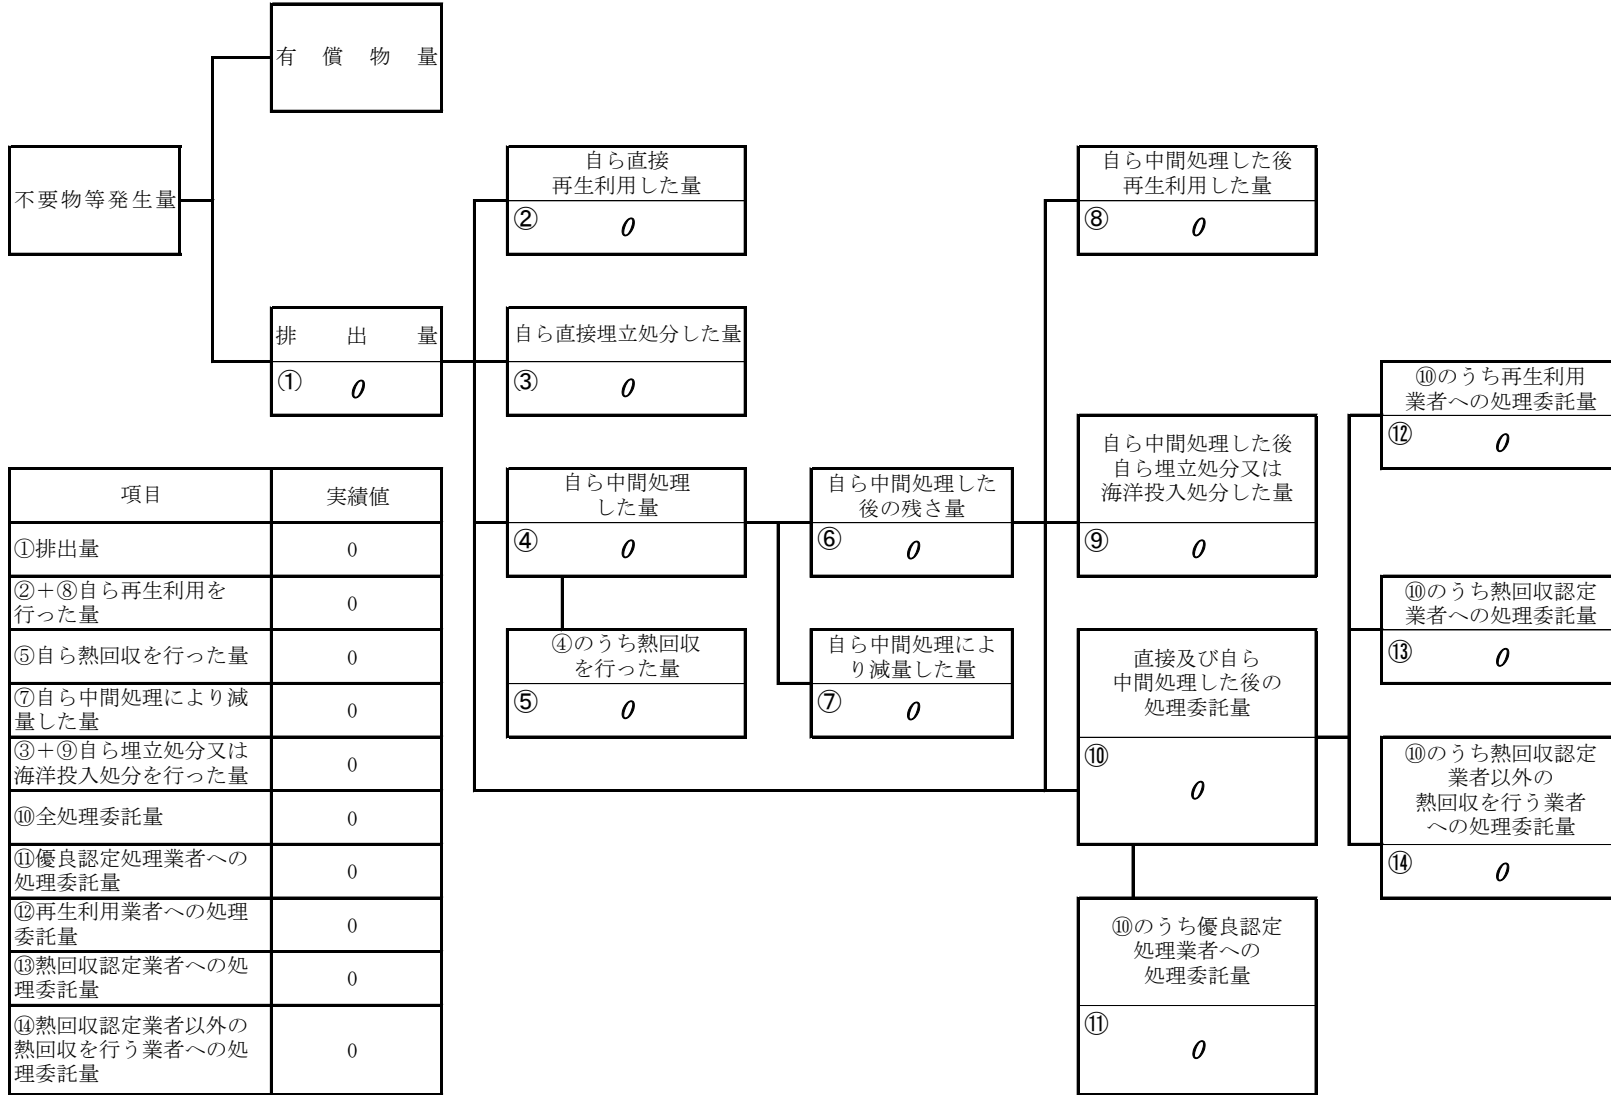 有償物量
不要物等発生量
排出量
① 0
自ら直接
再生利用した量
② 0
自ら直接埋立処分した量
③ 0
自ら中間処理
した量
④ 0
④のうち熱回収
を行った量
⑤ 0
自ら中間処理した
後の残さ量
⑥ 0
自ら中間処理によ
り減量した量
⑦ 0
自ら中間処理した後
再生利用した量
⑧ 0
自ら中間処理した後
自ら埋立処分又は
海洋投入処分した量
⑨ 0
直接及び自ら
中間処理した後の
処理委託量
⑩
0
⑩のうち優良認定
処理業者への
処理委託量
⑪
0
⑩のうち再生利用
業者への処理委託量
⑫ 0
⑩のうち熱回収認定
業者への処理委託量
⑬ 0
⑩のうち熱回収認定
業者以外の
熱回収を行う業者
への処理委託量
⑭ 0
項目 実績値
①排出量 0
②+⑧自ら再生利用を
行った量 0
⑤自ら熱回収を行った量 0
⑦自ら中間処理により減
量した量 0
③+⑨自ら埋立処分又は
海洋投入処分を行った量 0
⑩全処理委託量 0
⑪優良認定処理業者への
処理委託量 0
⑫再生利用業者への処理
委託量 0
⑬熱回収認定業者への処
理委託量 0
⑭熱回収認定業者以外の
熱回収を行う業者への処 0
理委託量